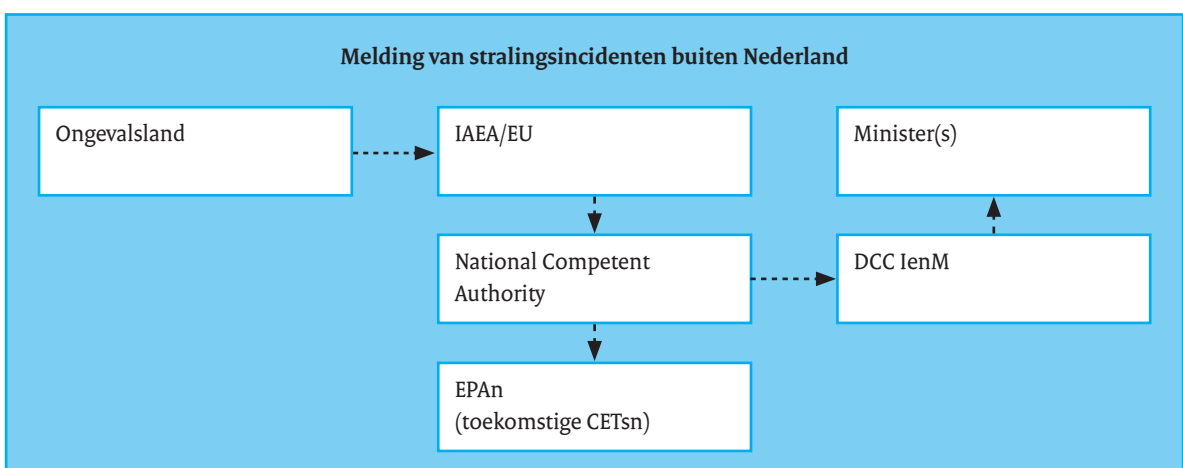 Melding van stralingsincidenten buiten Nederland
Ongevalsland
IAEA/EU
Minister(s)
National Competent
Authority
DCC IenM
EPAn
(toekomstige CETsn)